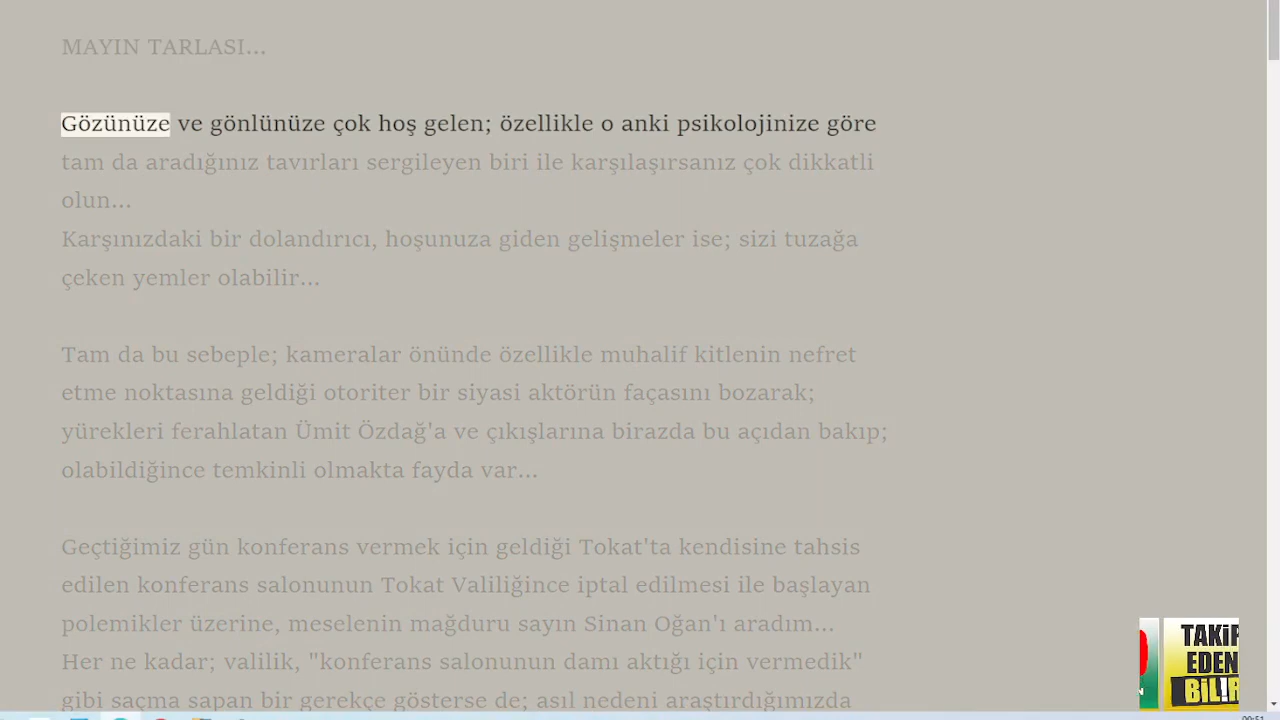 MAYIN TARLASI...
Gözünüze ve gönlünüze çok hoş gelen; özellikle o anki psikolojinize göre
tam da aradığınız tavırları sergileyen biri ile karşılaşırsanız çok dikkatli
olun...
Karşınızdaki bir dolandırıcı, hoşunuza giden gelişmeler ise; sizi tuzağa
çeken yemler olabilir...
Tam da bu sebeple; kameralar önünde özellikle muhalif kitlenin nefret
etme noktasına geldiği otoriter bir siyasi aktörün façasını bozarak;
yürekleri ferahlatan Ümit Özdağ'a ve çıkışlarına birazda bu açıdan bakıp;
olabildiğince temkinli olmakta fayda var...
Geçtiğimiz gün konferans vermek için geldiği Tokat'ta kendisine tahsis
edilen konferans salonunun Tokat Valiliğince iptal edilmesi ile başlayan
polemikler üzerine, meselenin mağduru sayın Sinan Oğan'ı aradım...
Her ne kadar; valilik, "konferans salonunun damı aktığı için vermedik"
gibi saçma sapan bir gerekçe gösterse de; asıl nedeni araştırdığımızda
TAKİP
EDEN
BİL!R